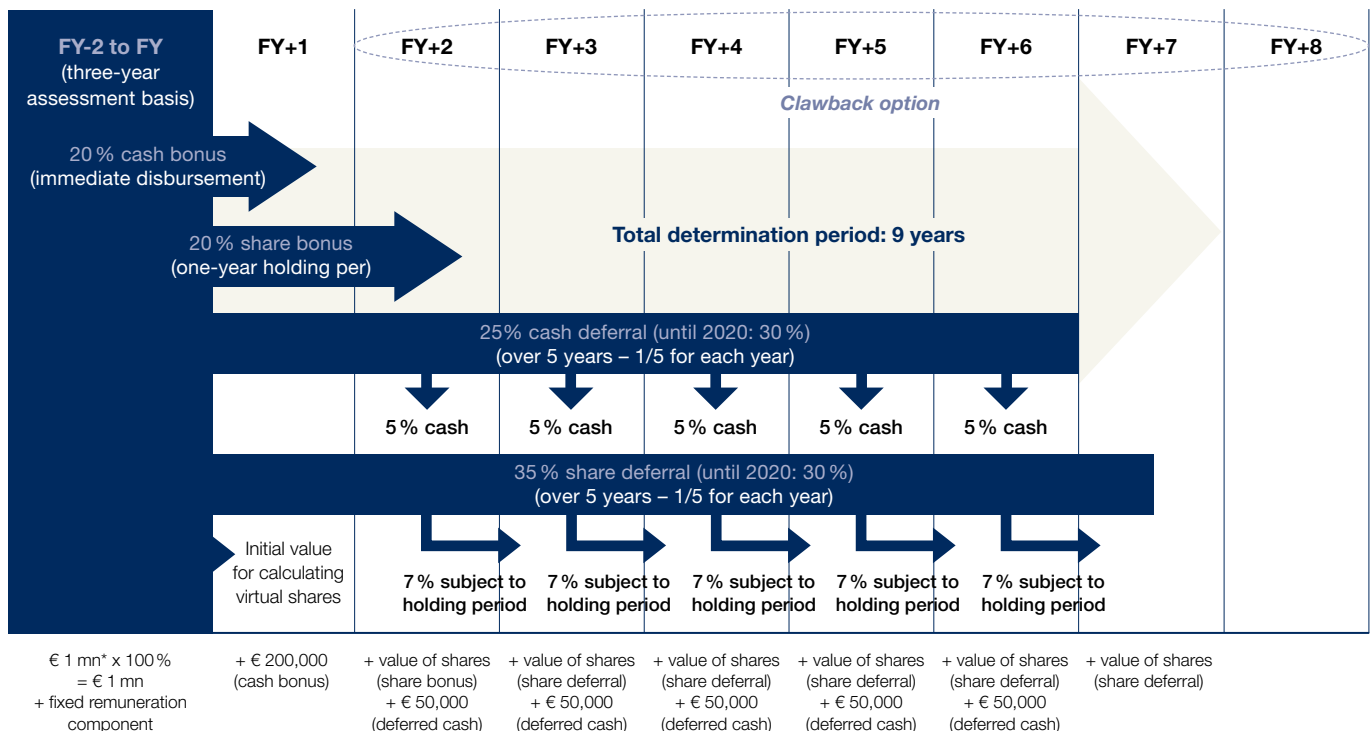 FY-2 to FY
(three-year
assessment basis)
FY+1
FY+2
FY+3
FY+4
FY+5
FY+6
FY+7
FY+8
Clawback option
20 % cash bonus
(immediate disbursement)
20 % share bonus
(one-year holding per)
Total determination period: 9 years
25% cash deferral (until 2020: 30 %)
(over 5 years – 1/5 for each year)
5 % cash
5 % cash
5 % cash
5 % cash
5 % cash
35 % share deferral (until 2020: 30 %)
(over 5 years – 1/5 for each year)
Initial value
for calculating
virtual shares
7 % subject to
holding period
7 % subject to
holding period
7 % subject to
holding period
7 % subject to
holding period
7 % subject to
holding period
€ 1 mn* x 100 %
= € 1 mn
+ fixed remuneration
component
+ € 200,000
(cash bonus)
+ value of shares
(share bonus)
+ € 50,000
(deferred cash)
+ value of shares
(share deferral)
+ € 50,000
(deferred cash)
+ value of shares
(share deferral)
+ € 50,000
(deferred cash)
+ value of shares
(share deferral)
+ € 50,000
(deferred cash)
+ value of shares
(share deferral)
+ € 50,000
(deferred cash)
+ value of shares
(share deferral)